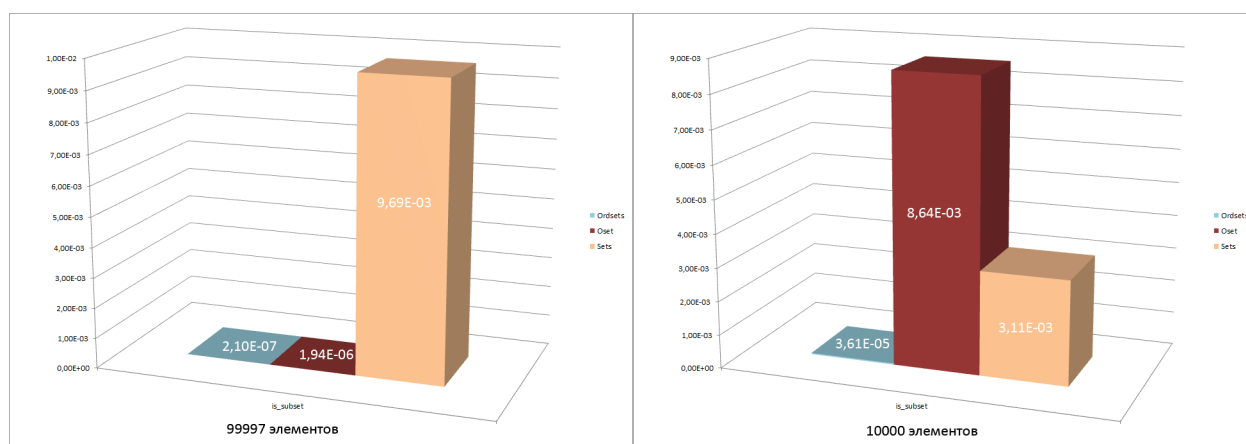 1,00E-02
9,00E-03
8,00E-03
7,00E-03
6,00E-03
5,00E-03
4,00E-03
3,00E-03
2,00E-03
1,00E-03
0,00E+00
2,10E-07
1,94E-06
9,69E-03
Ordsets
Oset
Sets
is_subset
99997 элементов
9,00E-03
8,00E-03
7,00E-03
6,00E-03
5,00E-03
4,00E-03
3,00E-03
2,00E-03
1,00E-03
0,00E+00
3,61E-05
8,64E-03
3,11E-03
Ordsets
Oset
Sets
is_subset
10000 элементов